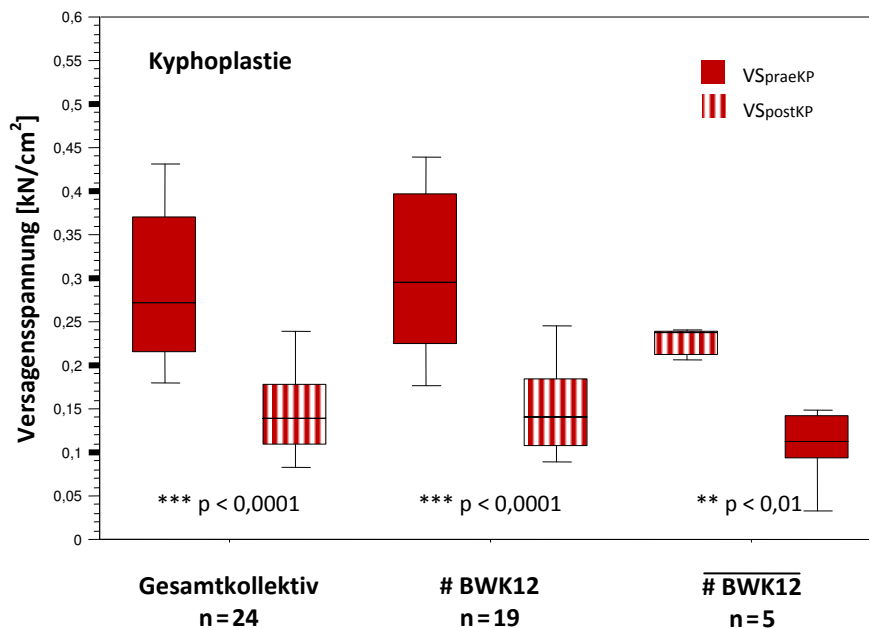 Kyphoplastie
VSpraeKP
VSpostKP
Versagensspannung [kN/cm²]
0,6
0,55
0,5
0,45
0,4
0,35
0,3
0,25
0,2
0,15
0,1
0,05
0
*** p < 0,0001
*** p < 0,0001
** p < 0,01
Gesamtkollektiv
n=24
# BWK12
n=19
# BWK12
n=5